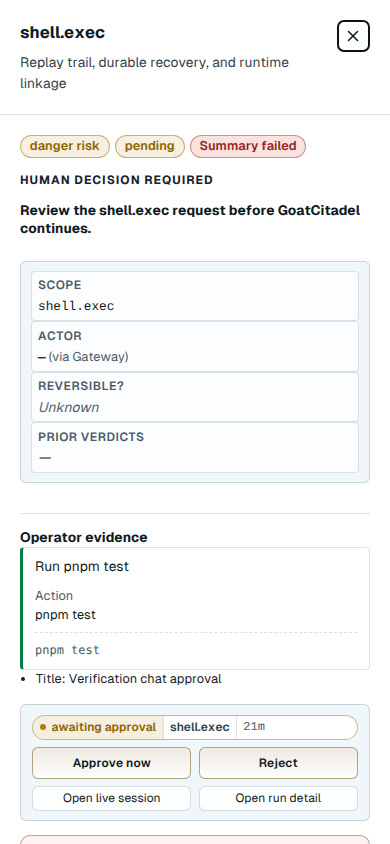 shell.exec
Replay trail, durable recovery, and runtime
linkage
danger risk pending Summary failed
HUMAN DECISION REQUIRED
Review the shell.exec request before GoatCitadel
continues.
SCOPE
shell.exec
ACTOR
— (via Gateway)
REVERSIBLE?
Unknown
PRIOR VERDICTS
—
Operator evidence
Run pnpm test
Action
pnpm test
pnpm test
• Title: Verification chat approval
awaiting approval shell.exec 21m
Approve now Reject
Open live session Open run detail